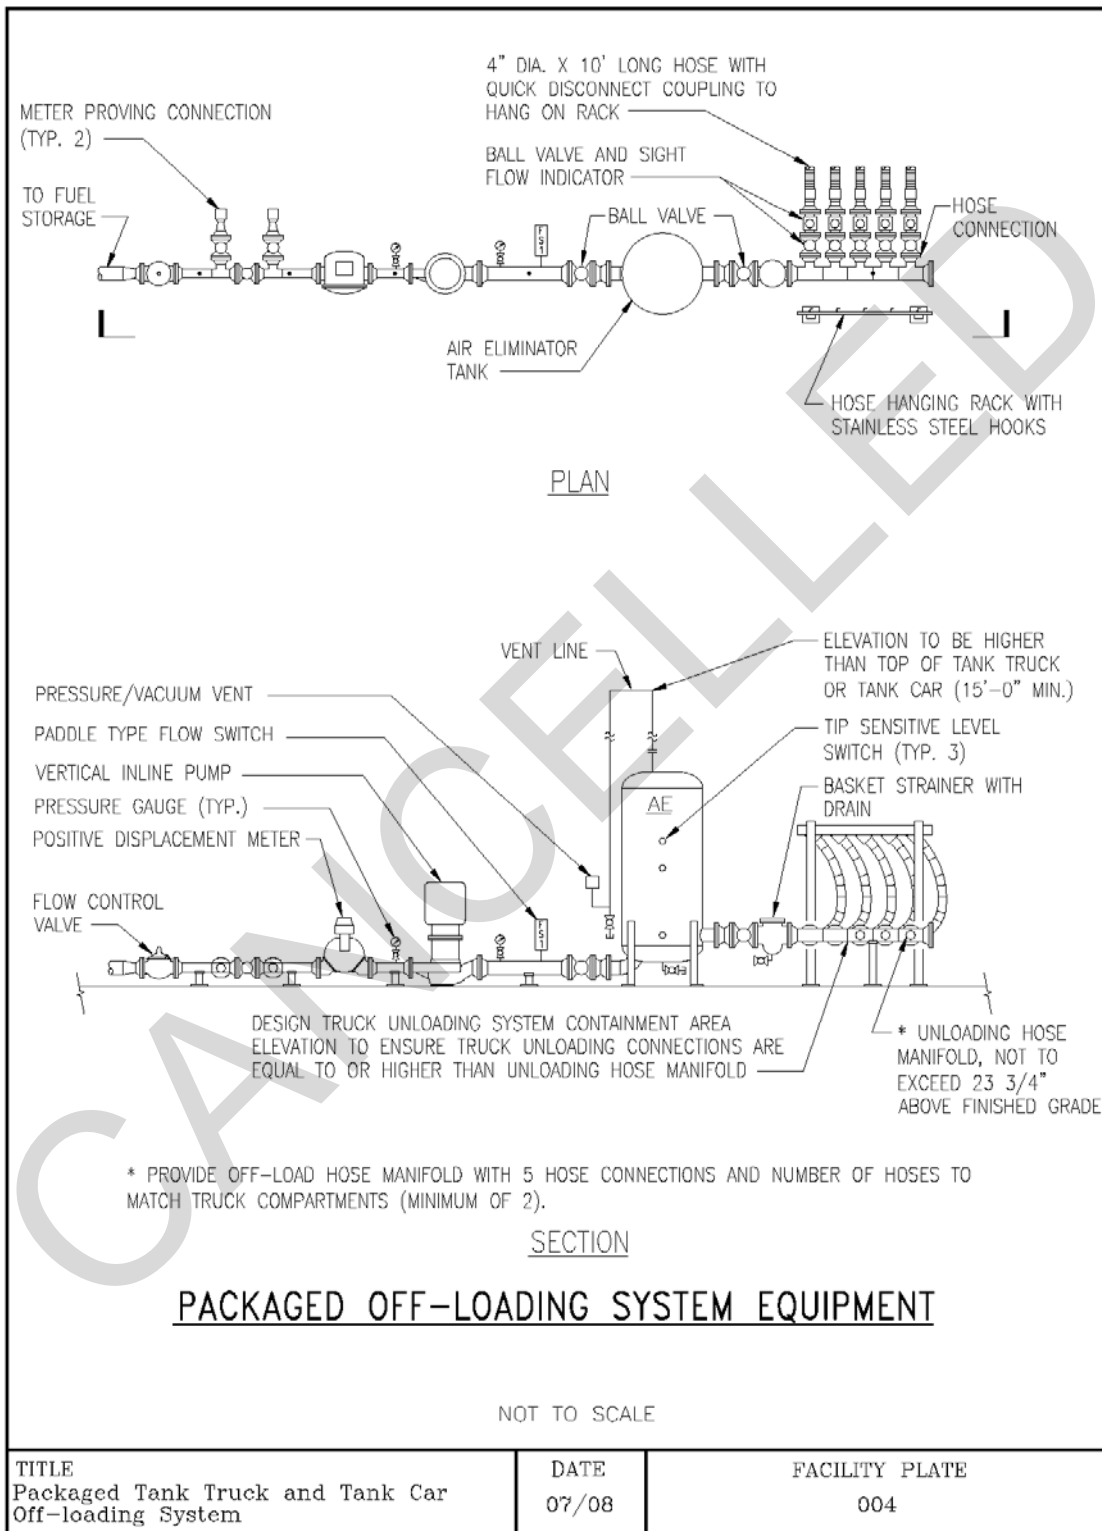 4" DIA. X 10' LONG HOSE WITH
QUICK DISCONNECT COUPLING TO
HANG ON RACK
METER PROVING CONNECTION
(TYP. 2)
BALL VALVE AND SIGHT
FLOW INDICATOR
TO FUEL
STORAGE
BALL VALVE
HOSE
CONNECTION
FS1
AIR ELIMINATOR
TANK
HOSE HANGING RACK WITH
STAINLESS STEEL HOOKS
PLAN
VENT LINE
ELEVATION TO BE HIGHER
THAN TOP OF TANK TRUCK
OR TANK CAR (15'-0" MIN.)
PRESSURE/VACUUM VENT
PADDLE TYPE FLOW SWITCH
VERTICAL INLINE PUMP
PRESSURE GAUGE (TYP.)
POSITIVE DISPLACEMENT METER
TIP SENSITIVE LEVEL
SWITCH (TYP. 3)
BASKET STRAINER WITH
DRAIN
AE
FLOW CONTROL
VALVE
FS1
DESIGN TRUCK UNLOADING SYSTEM CONTAINMENT AREA
ELEVATION TO ENSURE TRUCK UNLOADING CONNECTIONS ARE
EQUAL TO OR HIGHER THAN UNLOADING HOSE MANIFOLD
* UNLOADING HOSE
MANIFOLD, NOT TO
EXCEED 23 3/4"
ABOVE FINISHED GRADE
* PROVIDE OFF-LOAD HOSE MANIFOLD WITH 5 HOSE CONNECTIONS AND NUMBER OF HOSES TO
MATCH TRUCK COMPARTMENTS (MINIMUM OF 2).
SECTION
PACKAGED OFF-LOADING SYSTEM EQUIPMENT
NOT TO SCALE
TITLE
Packaged Tank Truck and Tank Car
Off-loading System
DATE
07/08
FACILITY PLATE
004
CANCELLED